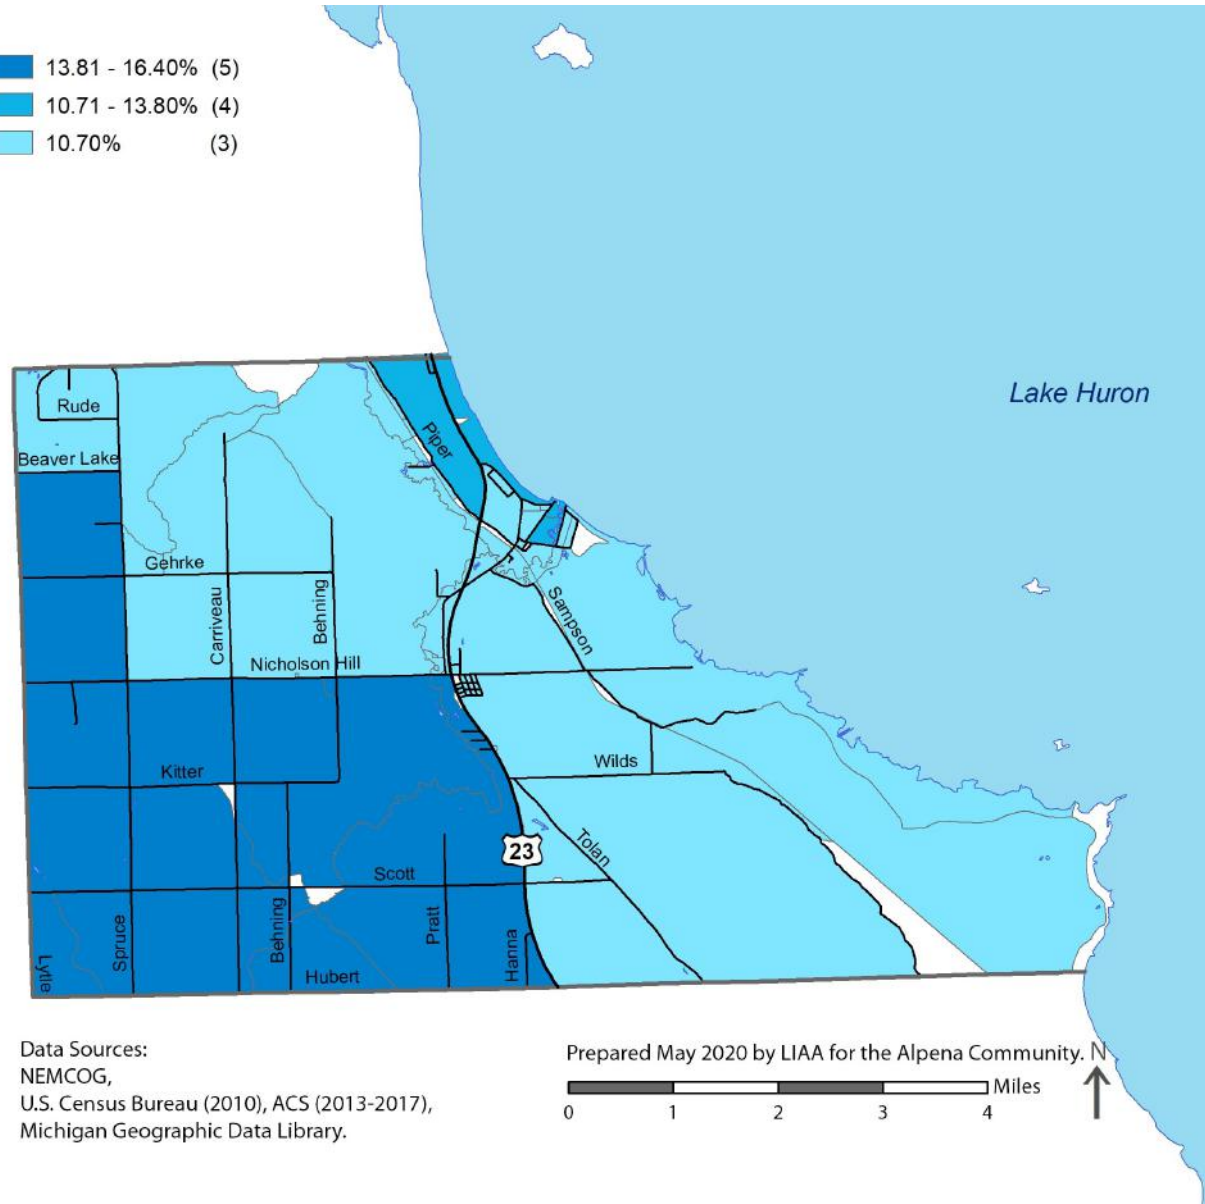 13.81 - 16.40% (5)
10.71 - 13.80% (4)
10.70% (3)
Lake Huron
Rude
Piper
Beaver Lake
Gehrke
Carriveau
Behning
Sampson
Nicholson Hill
Wilds
Kitter
Tolan
23
Scott
Spruce
Behning
Pratt
Hanna
Lytle
Hubert
Data Sources:
NEMCOG,
U.S. Census Bureau (2010), ACS (2013-2017),
Michigan Geographic Data Library.
Prepared May 2020 by LIAA for the Alpena Community. N
Miles
0 1 2 3 4